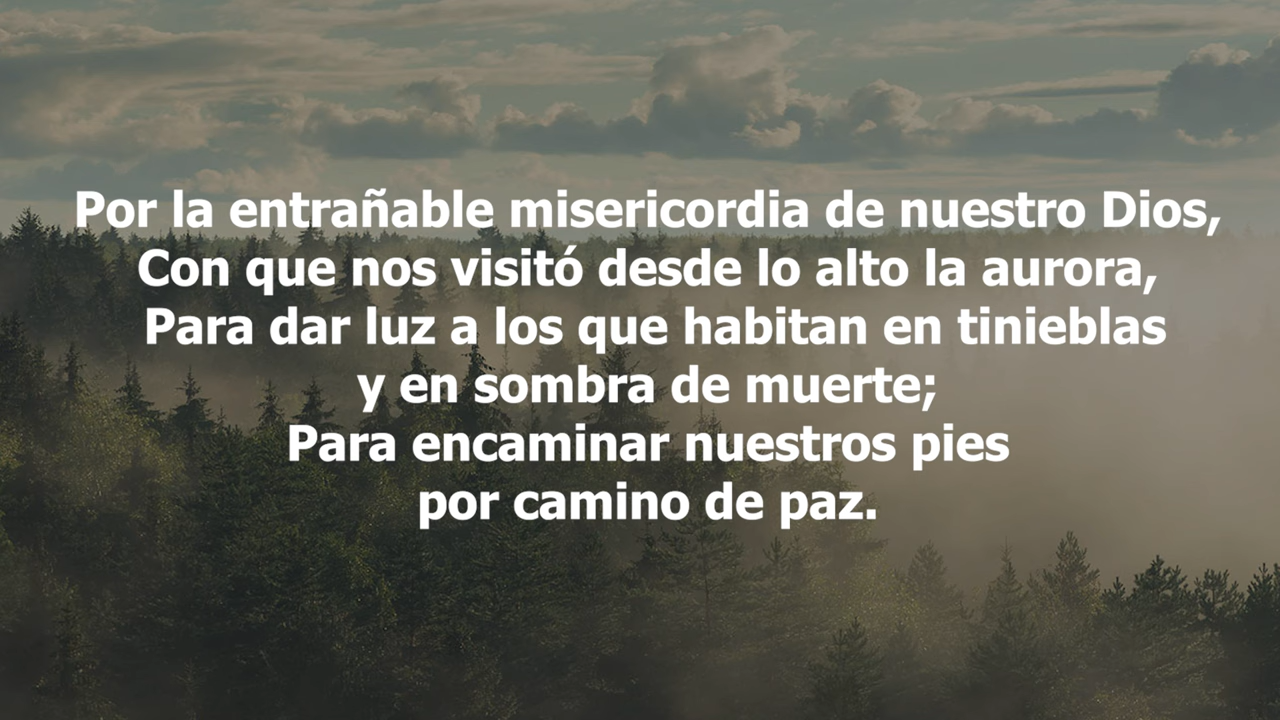 Por la entrañable misericordia de nuestro Dios,
Con que nos visitó desde lo alto la aurora,
Para dar luz a los que habitan en tinieblas
y en sombra de muerte;
Para encaminar nuestros pies
por camino de paz.